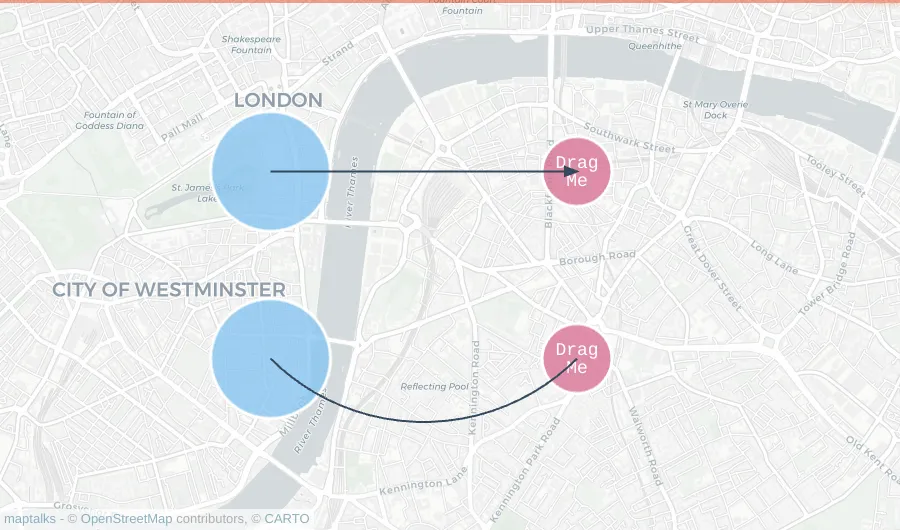 Fountain
Upper Thames Street
Queenhithe
Shakespeare
Fountain
Strand
LONDON
St Mary Overie
Dock
Fountain of
Goddess Diana
Pall Mall
Southwark Street
Drag
Me
Tooley Street
River Thames
Lake
Borough Road
Great Dover Street
Long Lane
Tower Bridge Road
CITY OF WESTMINSTER
Drag
Me
Kennington Road
Reflecting Pool
River Thames
Walworth Road
Kennington Park Road
Old Kent Road
Kennington Lane
maptalks - © OpenStreetMap contributors, © CARTO